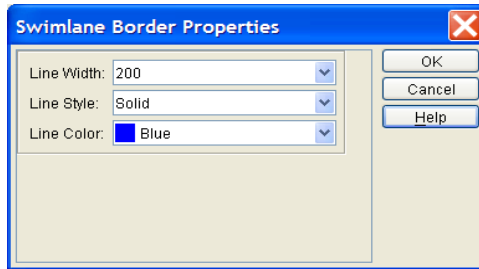 Swimlane Border Properties
Line Width: 200
Line Style: Solid
Line Color: Blue
OK
Cancel
Help